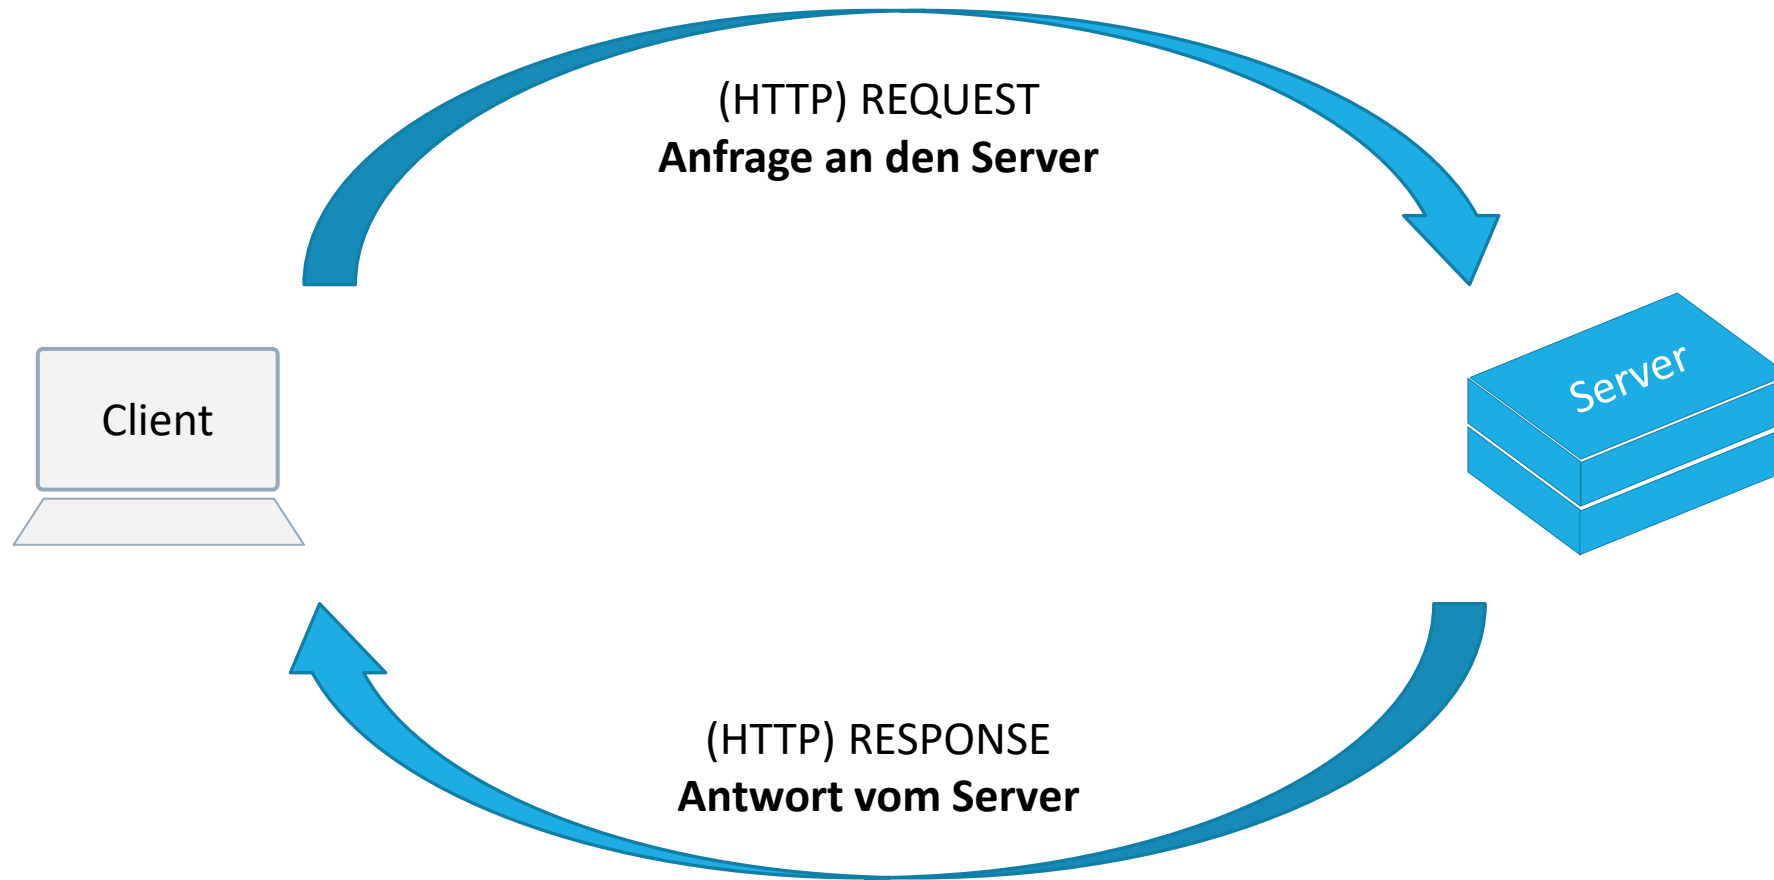 (HTTP) REQUEST
Anfrage an den Server
Client
Server
(HTTP) RESPONSE
Antwort vom Server